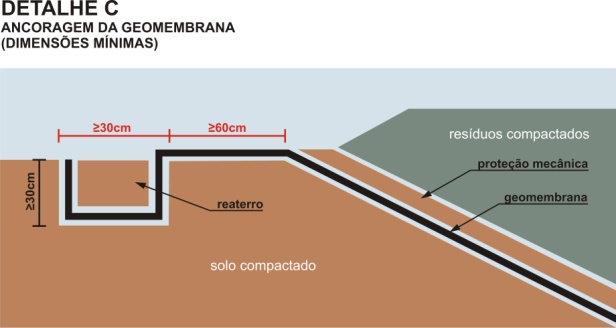 DETALHE C
ANCORAGEM DA GEOMEMBRANA
(DIMENSÕES MÍNIMAS)
≥30cm
≥60cm
resíduos compactados
proteção mecânica
geomembrana
≥30cm
reaterro
solo compactado